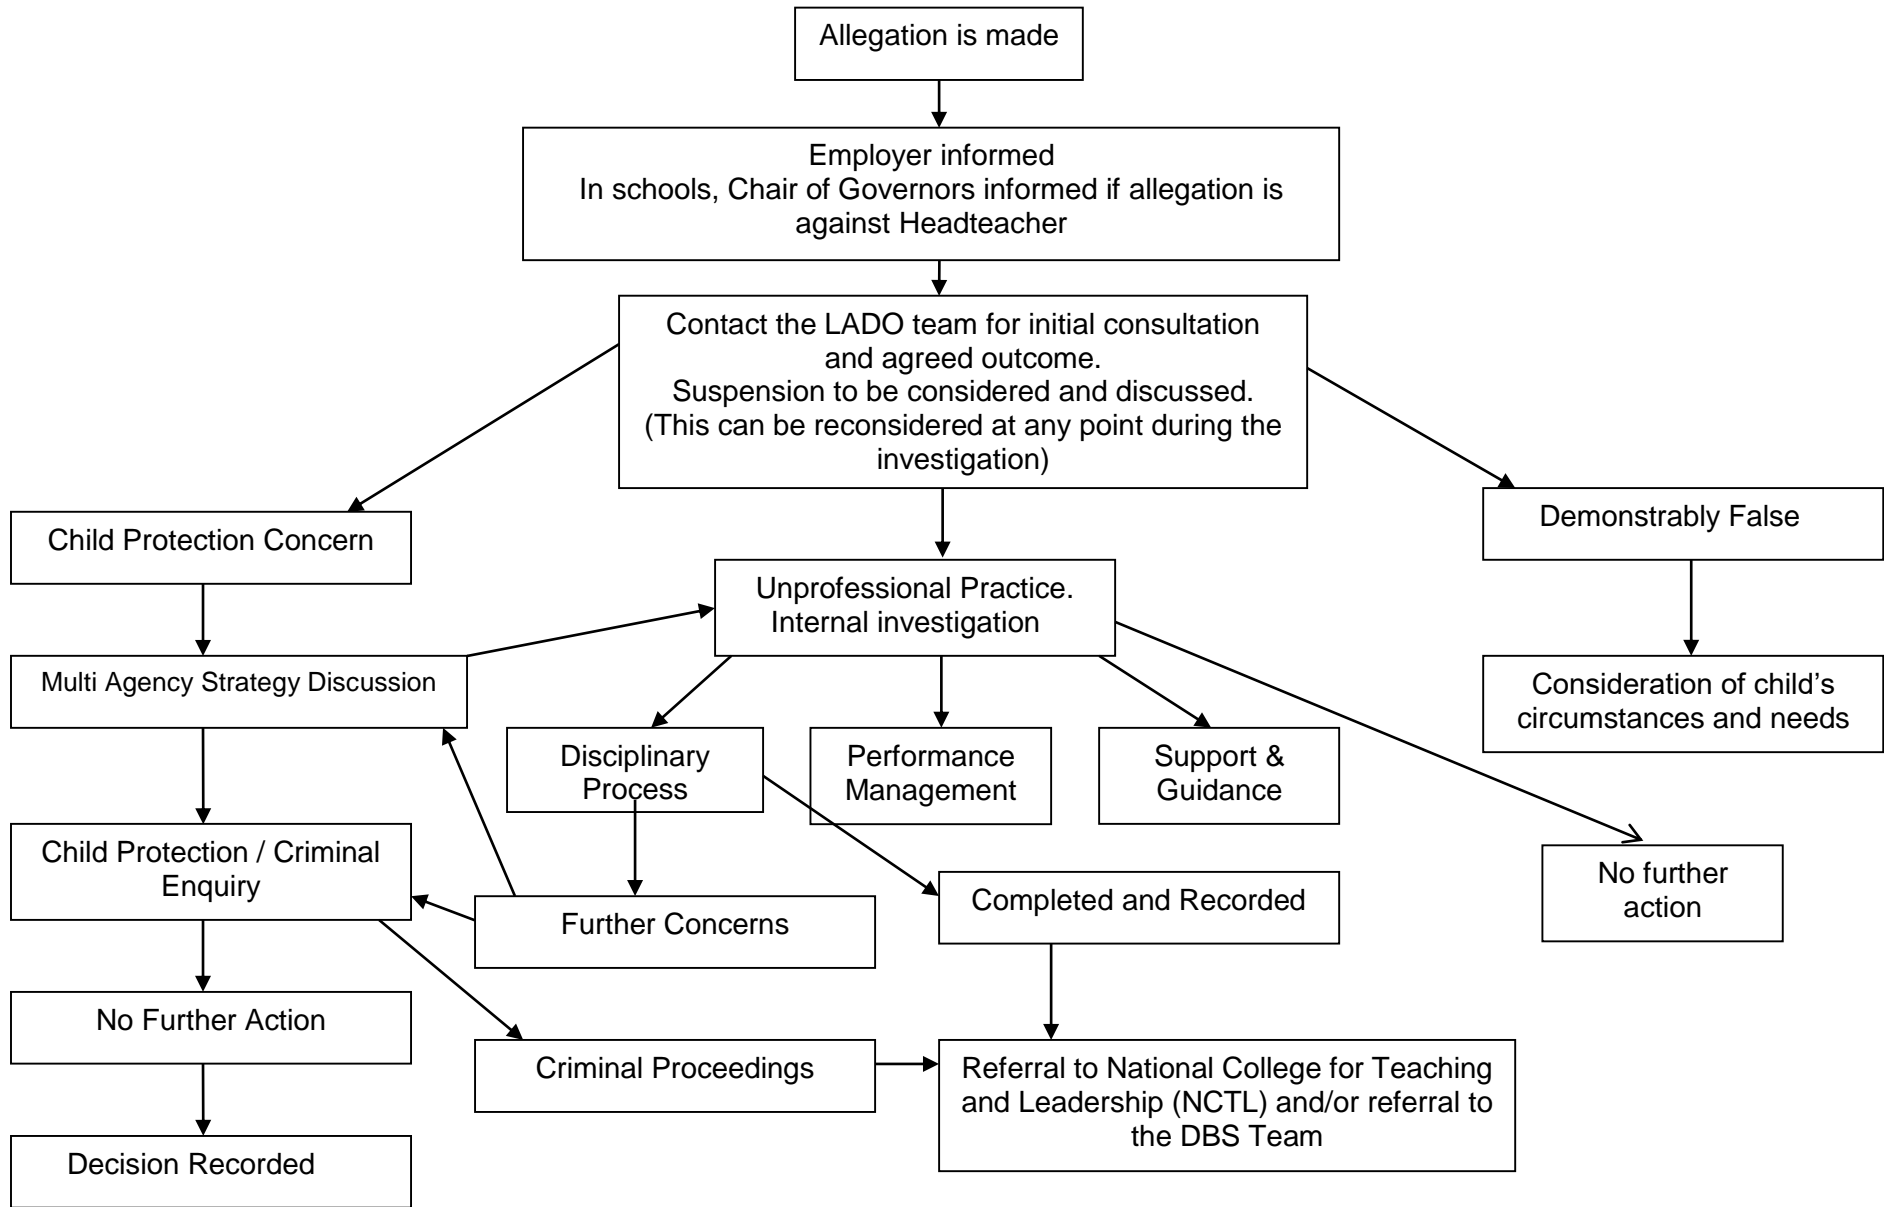 Allegation is made
Employer informed
In schools, Chair of Governors informed if allegation is
against Headteacher
Contact the LADO team for initial consultation
and agreed outcome.
Suspension to be considered and discussed.
(This can be reconsidered at any point during the
investigation)
Child Protection Concern
Demonstrably False
Unprofessional Practice.
Internal investigation
Multi Agency Strategy Discussion
Consideration of child’s
circumstances and needs
Disciplinary
Process
Performance
Management
Support &
Guidance
Child Protection / Criminal
Enquiry
Further Concerns
Completed and Recorded
No further
action
No Further Action
Criminal Proceedings
Referral to National College for Teaching
and Leadership (NCTL) and/or referral to
the DBS Team
Decision Recorded